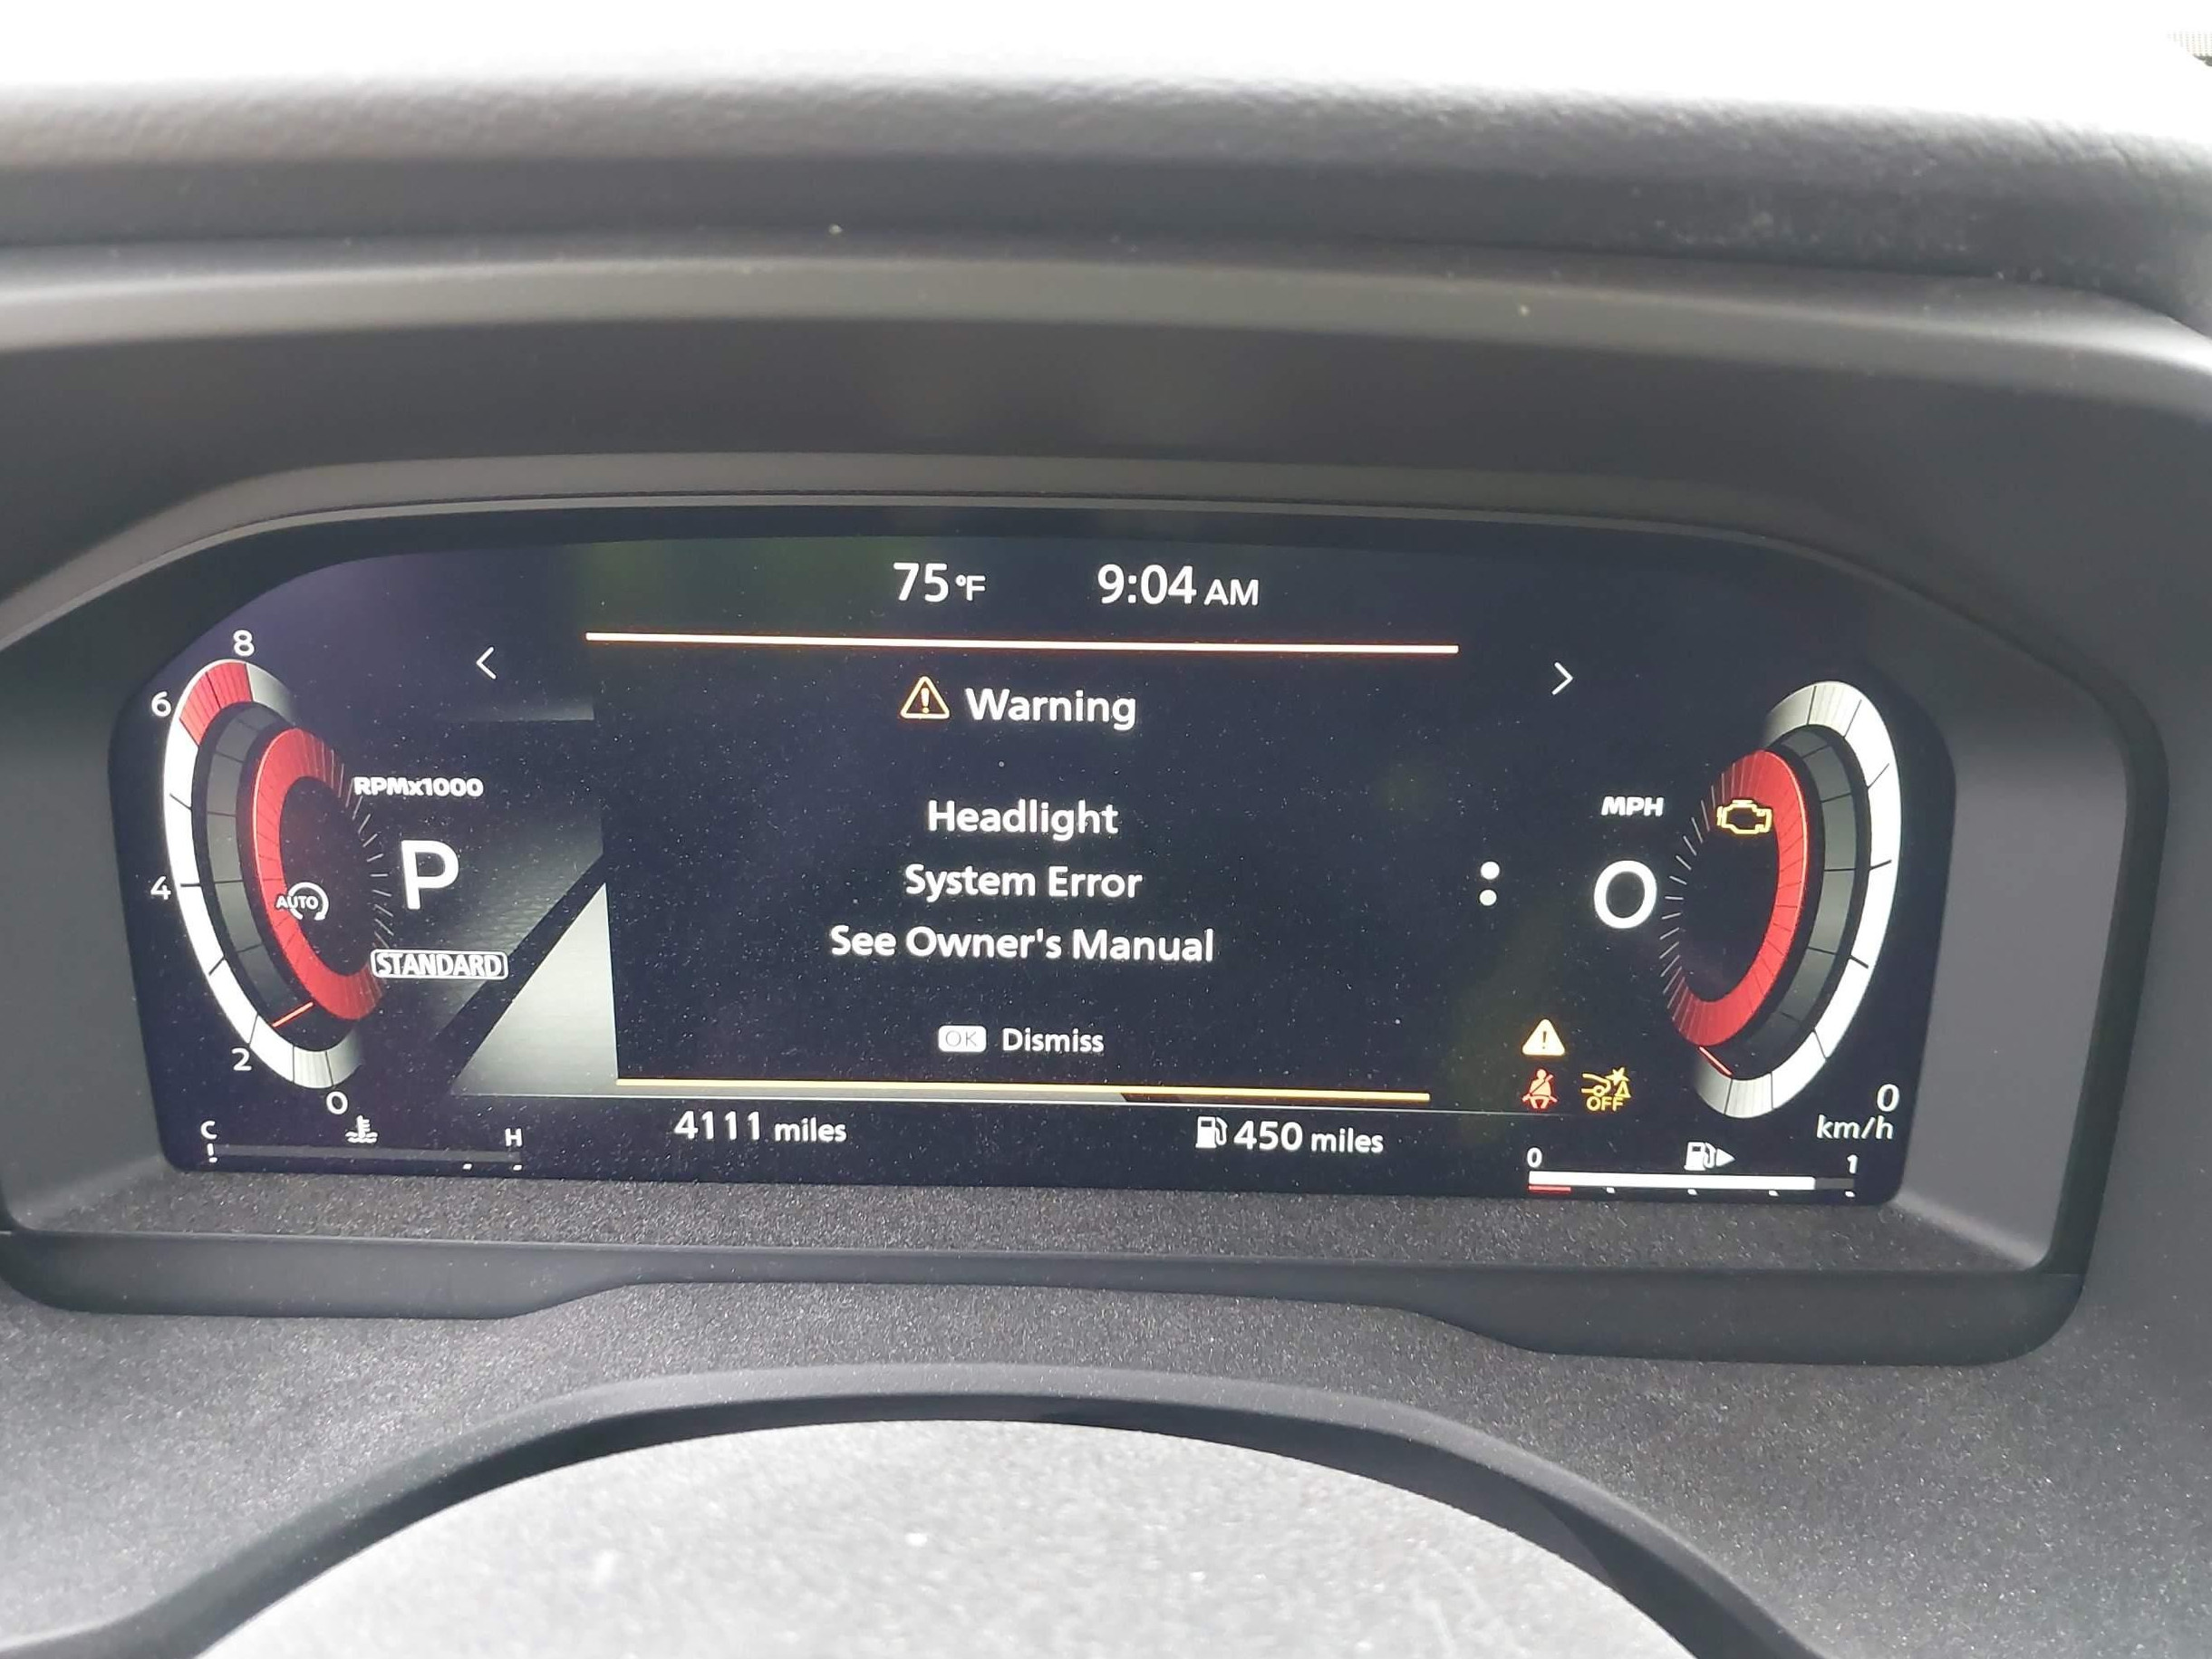 75°F 9:04 AM
Warning
Headlight
System Error
See Owner's Manual
OK Dismiss
8
6
4
2
0
RPMx1000
P
AUTO
STANDARD
MPH
0
OFF
0
km/h
C H
4111 miles
450 miles
0 1